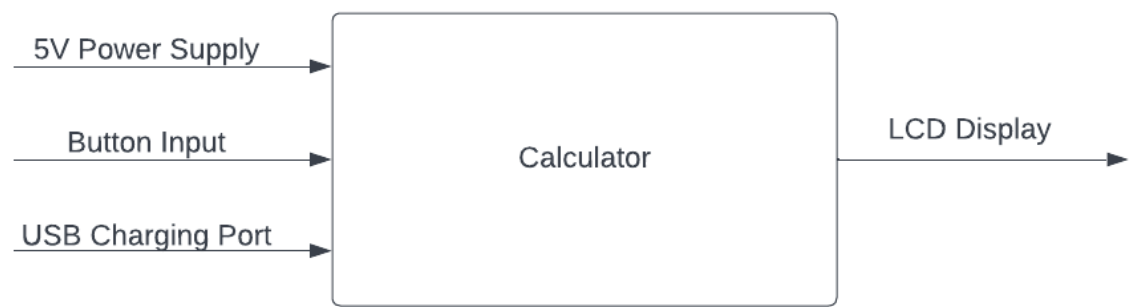 5V Power Supply
Button Input
USB Charging Port
Calculator
LCD Display